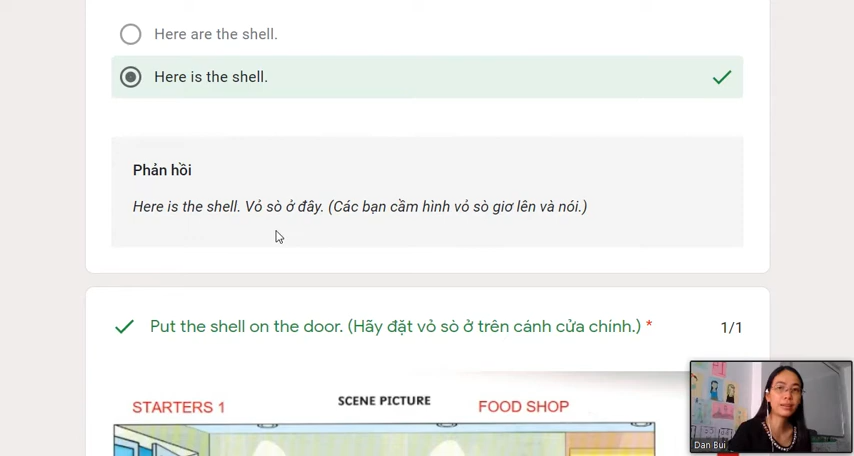 Here are the shell.
Here is the shell.
Phản hồi
Here is the shell. Vỏ sò ở đây. (Các bạn cầm hình vỏ sò giơ lên và nói.)
Put the shell on the door. (Hãy đặt vỏ sò ở trên cánh cửa chính.) * 1/1
STARTERS 1 SCENE PICTURE FOOD SHOP
Dan Bui